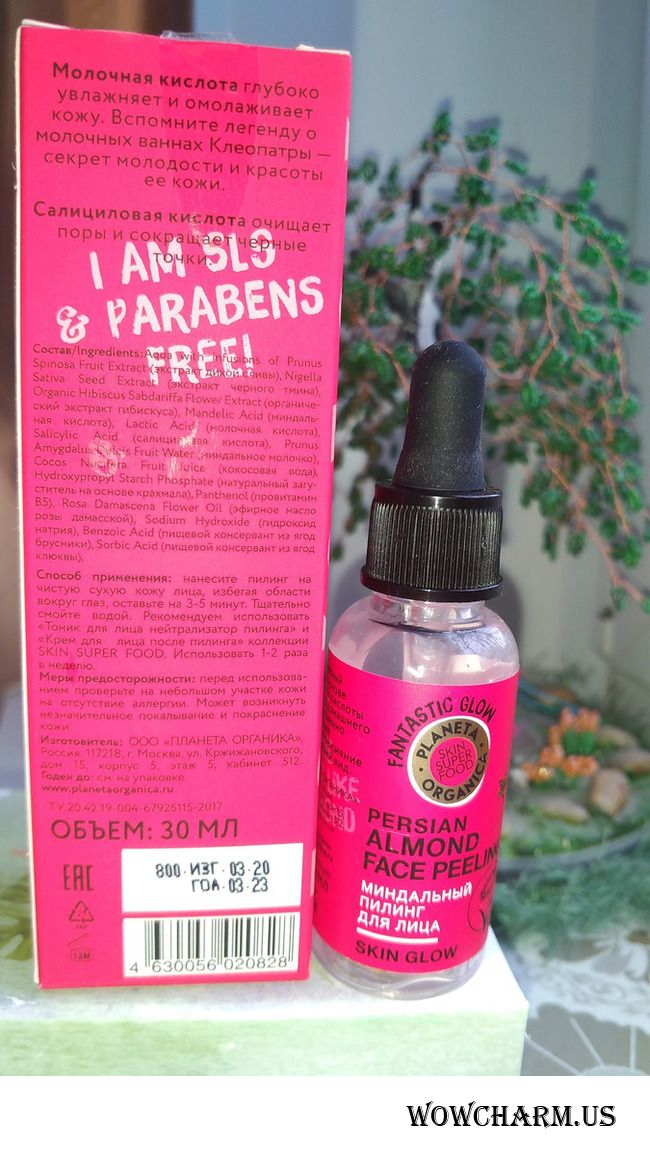 Молочная кислота глубоко
увлажняет и омолаживает
кожу. Вспомните легенду о
молочных ваннах Клеопатры —
секрет молодости и красоты
ее кожи.
Салициловая кислота очищает
поры и сокращает черные
точки.
I AM SLS
& PARABENS
FREE!
Состав/Ingredients: Aqua with Infusions of Prunus
Spinosa Fruit Extract (экстракт дикой сливы), Nigella
Sativa Seed Extract (экстракт черного тмина),
Organic Hibiscus Sabdariffa Flower Extract (органиче-
ский экстракт гибискуса), Mandelic Acid (миндаль-
ная кислота), Lactic Acid (молочная кислота),
Salicylic Acid (салициловая кислота), Prunus
Amygdalus Dulcis Fruit Water (миндальное молочко),
Cocos Nucifera Fruit Juice (кокосовая вода),
Hydroxypropyl Starch Phosphate (натуральный загу-
ститель на основе крахмала), Panthenol (провитамин
B5), Rosa Damascena Flower Oil (эфирное масло
розы дамасской), Sodium Hydroxide (гидроксид
натрия), Benzoic Acid (пищевой консервант из ягод
брусники), Sorbic Acid (пищевой консервант из ягод
клюквы).
Способ применения: нанесите пилинг на
чистую сухую кожу лица, избегая области
вокруг глаз, оставьте на 3-5 минут. Тщательно
смойте водой. Рекомендуем использовать
«Тоник для лица нейтрализатор пилинга» и
«Крем для лица после пилинга» коллекции
SKIN SUPER FOOD. Использовать 1-2 раза
в неделю.
Меры предосторожности: перед использова-
нием проверьте на небольшом участке кожи
на отсутствие аллергии. Может возникнуть
незначительное покалывание и покраснение
кожи.
Изготовитель: ООО «ПЛАНЕТА ОРГАНИКА»,
Россия, 117218, г. Москва, ул. Кржижановского,
дом 15, корпус 5, этаж 5, кабинет 512.
Годен до: см на упаковке.
www.planetaorganica.ru
ТУ 20.42.19-004-67925115-2017
ОБЪЕМ: 30 МЛ
800 · ИЗГ · 03 · 20
ГОА · 03 · 23
EAC
12M
4 630056 020828
FANTASTIC GLOW
PLANETA
SKIN
SUPER
FOOD
ORGANICA
PERSIAN
ALMOND
FACE PEELING
МИНДАЛЬНЫЙ
ПИЛИНГ
ДЛЯ ЛИЦА
SKIN GLOW
WOWCHARM.US